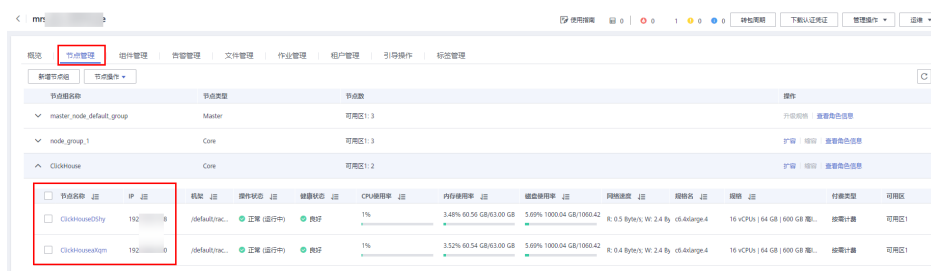 mrs e 使用指南 0 0 1 0 0 转包周期 下载认证凭证 管理操作 运维
概览 节点管理 组件管理 告警管理 文件管理 作业管理 租户管理 引导操作 标签管理
新增节点组 节点操作
节点组名称 节点类型 节点数 操作
master_node_default_group Master 可用区1: 3 升级规格 查看角色信息
node_group_1 Core 可用区1: 3 扩容 缩容 查看角色信息
ClickHouse Core 可用区1: 2 扩容 缩容 查看角色信息
节点名称 IP 机架 操作状态 健康状态 CPU使用率 内存使用率 磁盘使用率 网络速度 规格名 规格 付费类型 可用区
ClickHouseDShy 192 8 /default/rac... 正常 (运行中) 良好 1% 3.48% 60.56 GB/63.00 GB 5.69% 1000.04 GB/1060.42 R: 0.5 Byte/s; W: 2.4 By c6.4xlarge.4 16 vCPUs | 64 GB | 600 GB 高I... 按需计费 可用区1
ClickHouseaXqm 192 0 /default/rac... 正常 (运行中) 良好 1% 3.52% 60.54 GB/63.00 GB 5.69% 1000.04 GB/1060.42 R: 0.4 Byte/s; W: 2.4 By c6.4xlarge.4 16 vCPUs | 64 GB | 600 GB 高I... 按需计费 可用区1